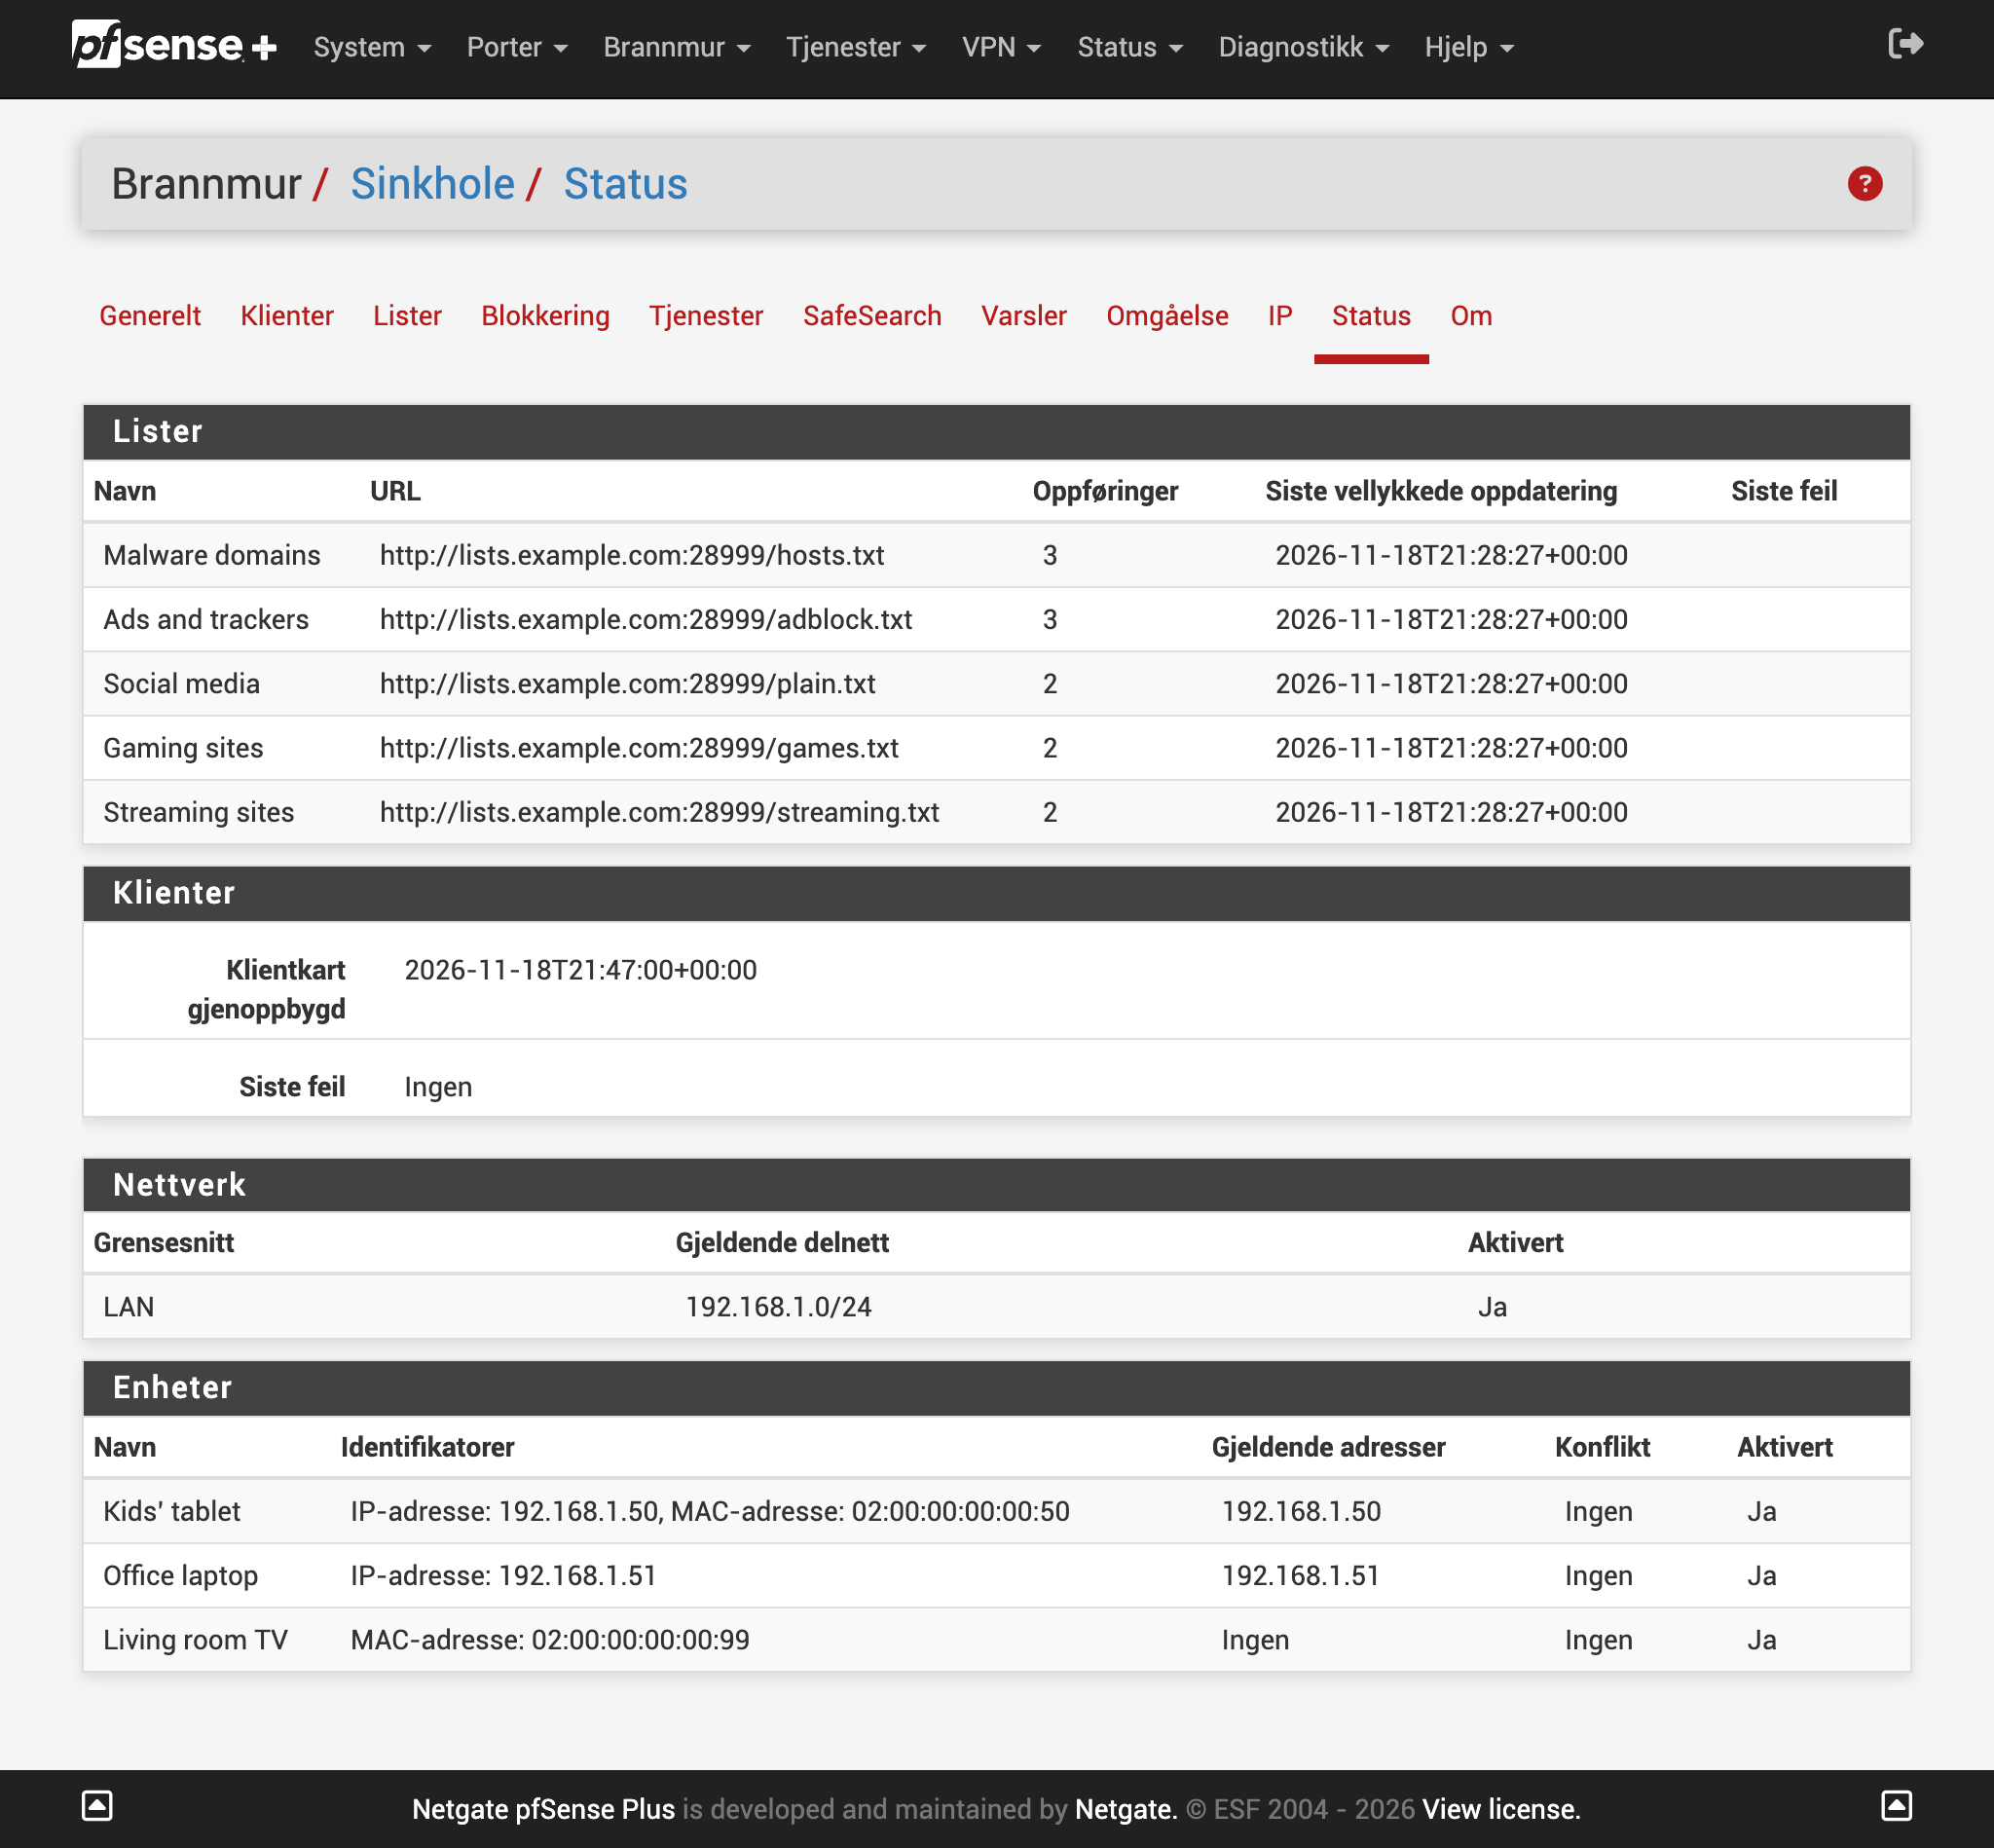 pfsense+ System Porter Brannmur Tjenester VPN Status Diagnostikk Hjelp
Brannmur / Sinkhole / Status
Generelt Klienter Lister Blokkering Tjenester SafeSearch Varsler Omgåelse IP Status Om
Lister
Navn URL Oppføringer Siste vellykkede oppdatering Siste feil
Malware domains http://lists.example.com:28999/hosts.txt 3 2026-11-18T21:28:27+00:00
Ads and trackers http://lists.example.com:28999/adblock.txt 3 2026-11-18T21:28:27+00:00
Social media http://lists.example.com:28999/plain.txt 2 2026-11-18T21:28:27+00:00
Gaming sites http://lists.example.com:28999/games.txt 2 2026-11-18T21:28:27+00:00
Streaming sites http://lists.example.com:28999/streaming.txt 2 2026-11-18T21:28:27+00:00
Klienter
Klientkart 2026-11-18T21:47:00+00:00
gjenoppbygd
Siste feil Ingen
Nettverk
Grensesnitt Gjeldende delnett Aktivert
LAN 192.168.1.0/24 Ja
Enheter
Navn Identifikatorer Gjeldende adresser Konflikt Aktivert
Kids' tablet IP-adresse: 192.168.1.50, MAC-adresse: 02:00:00:00:00:50 192.168.1.50 Ingen Ja
Office laptop IP-adresse: 192.168.1.51 192.168.1.51 Ingen Ja
Living room TV MAC-adresse: 02:00:00:00:00:99 Ingen Ingen Ja
Netgate pfSense Plus is developed and maintained by Netgate. © ESF 2004 - 2026 View license.